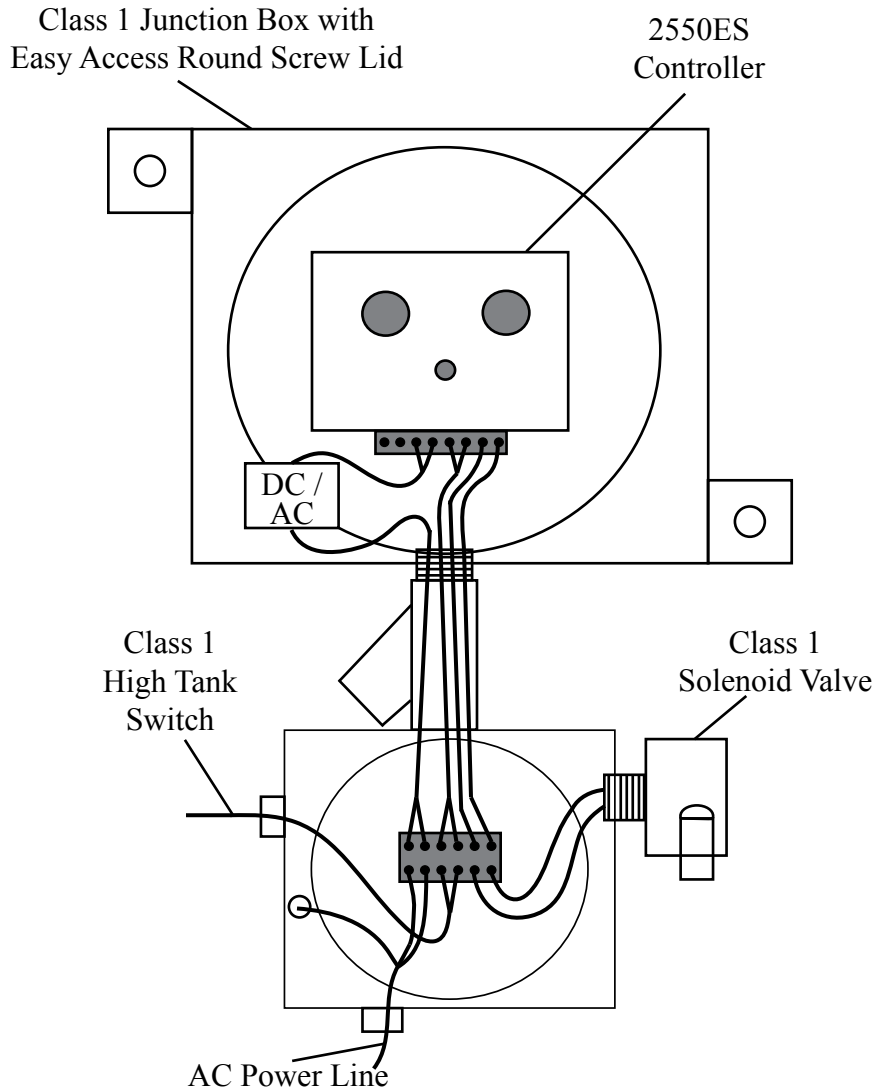 Class 1 Junction Box with
Easy Access Round Screw Lid
2550ES
Controller
DC /
AC
Class 1
High Tank
Switch
Class 1
Solenoid Valve
AC Power Line